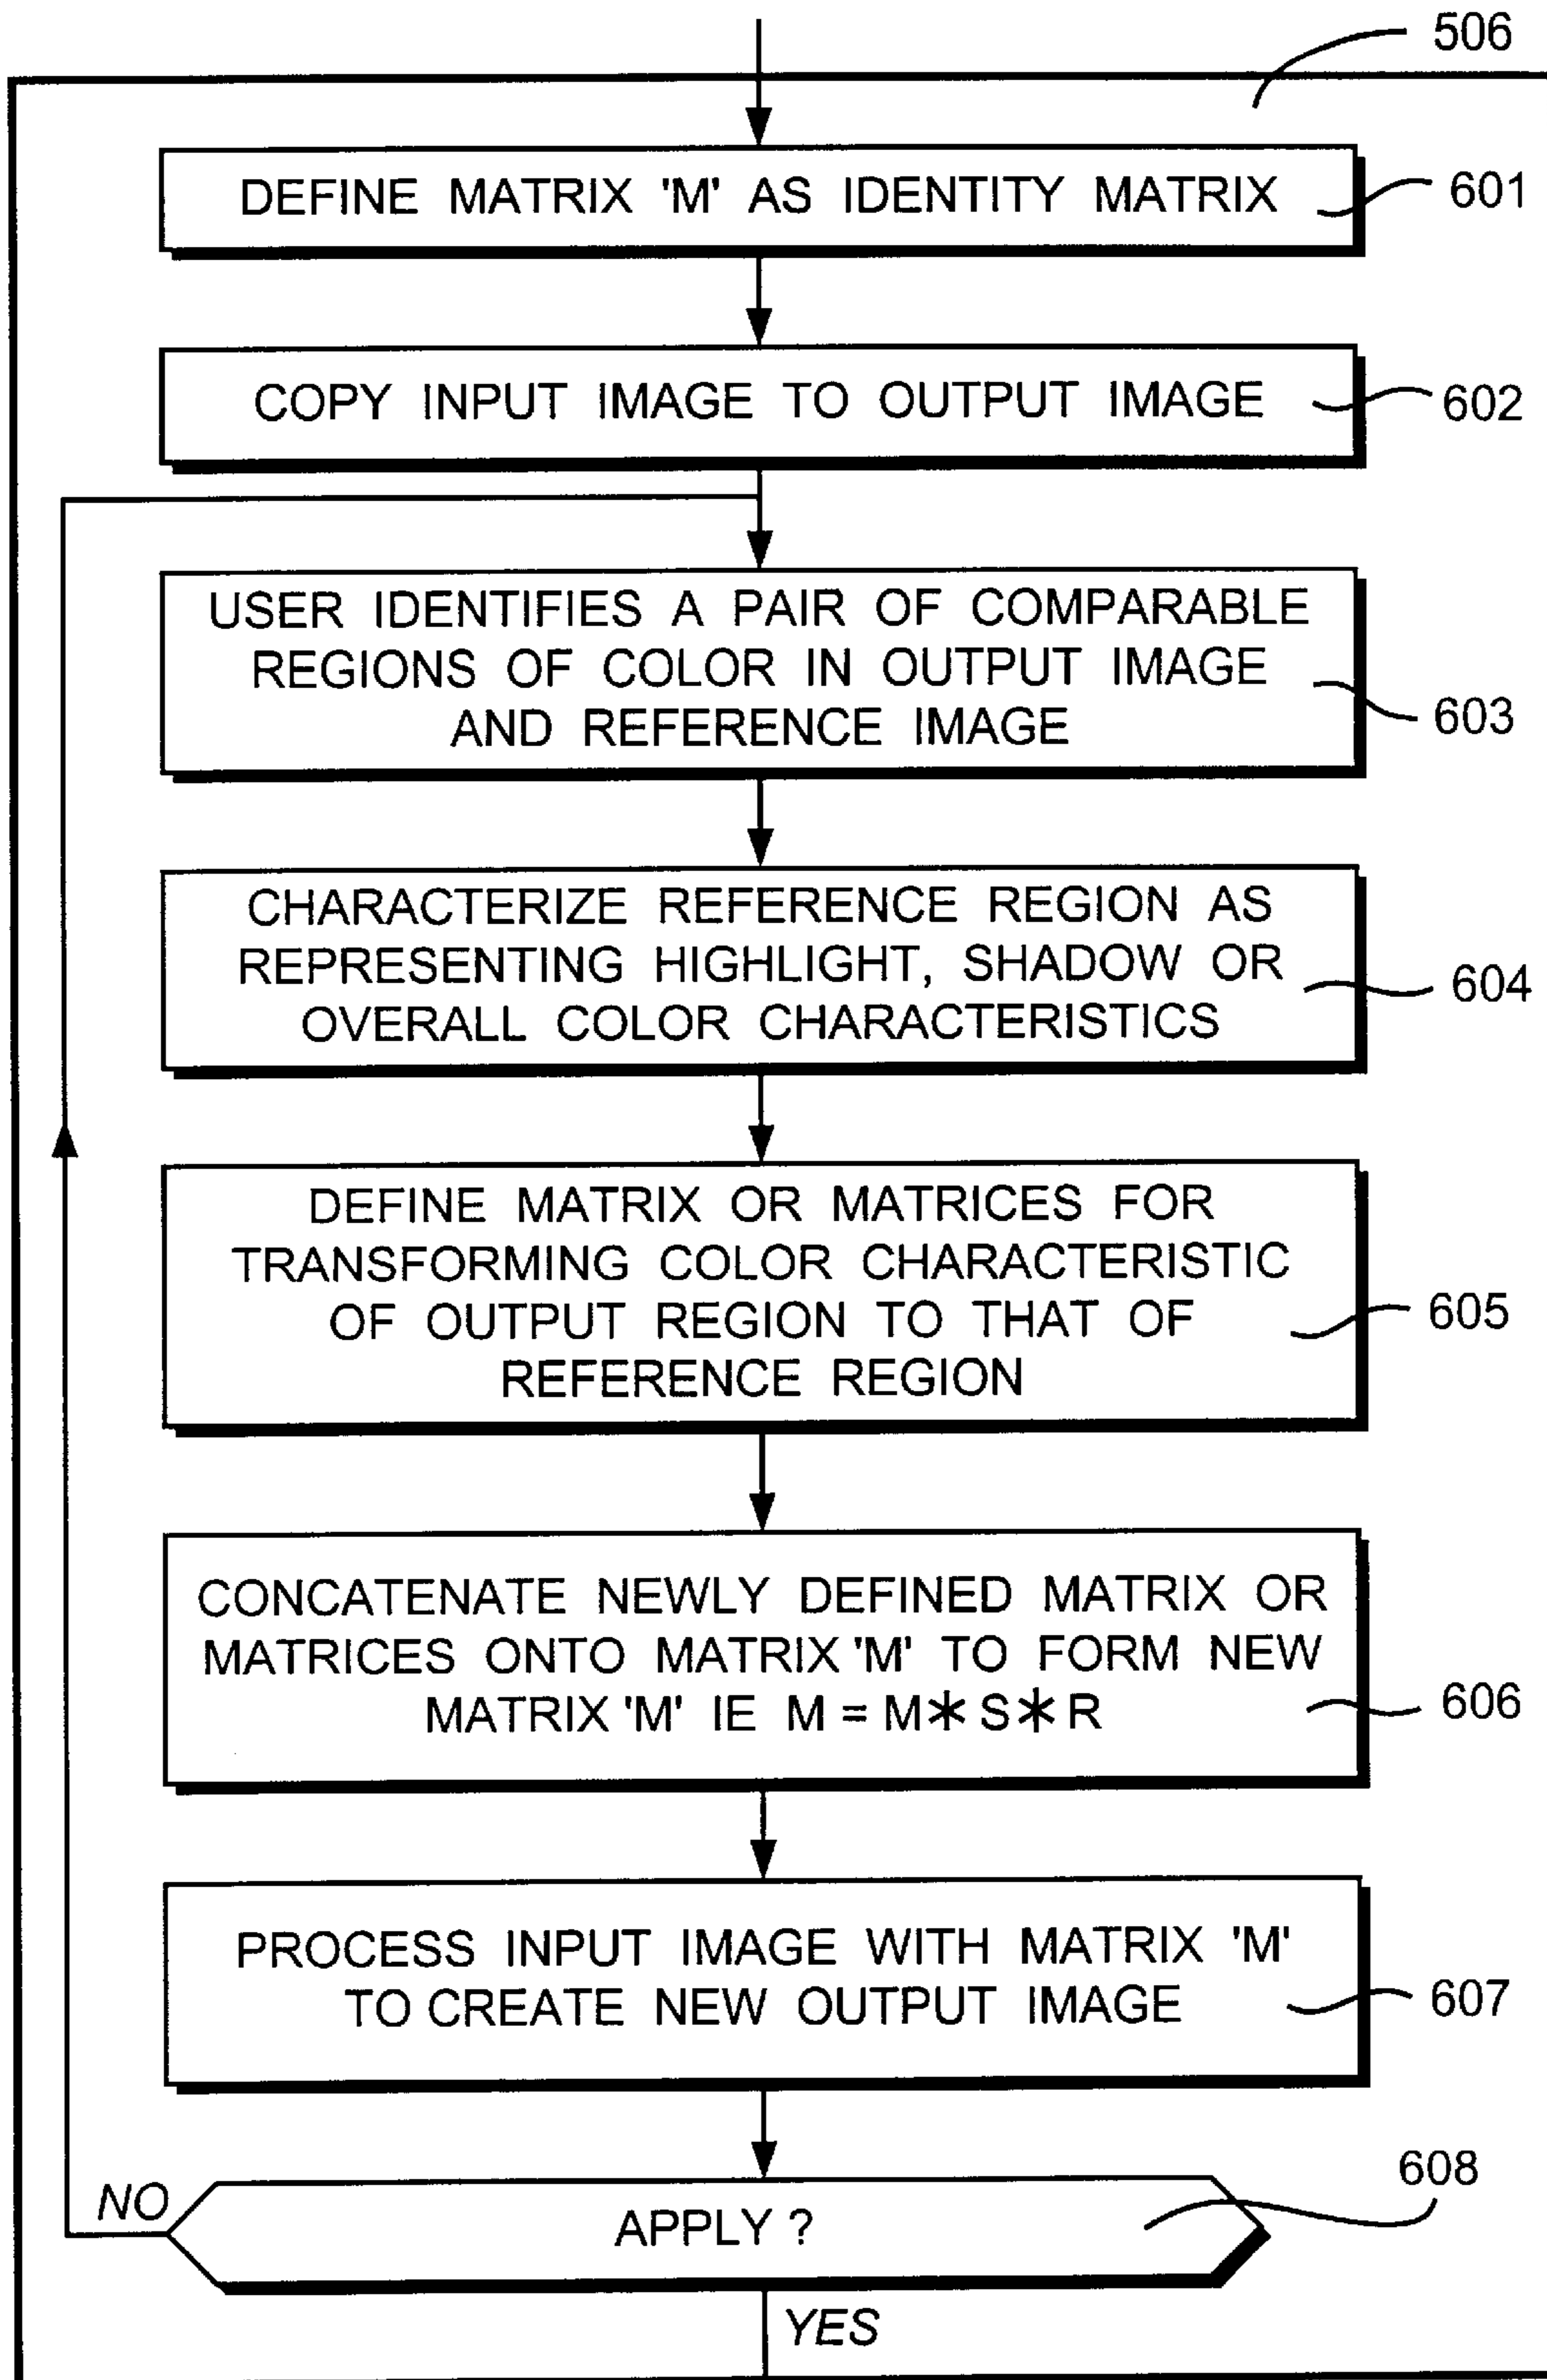 506
DEFINE MATRIX 'M' AS IDENTITY MATRIX
601
COPY INPUT IMAGE TO OUTPUT IMAGE
602
USER IDENTIFIES A PAIR OF COMPARABLE
REGIONS OF COLOR IN OUTPUT IMAGE
AND REFERENCE IMAGE
603
CHARACTERIZE REFERENCE REGION AS
REPRESENTING HIGHLIGHT, SHADOW OR
OVERALL COLOR CHARACTERISTICS
604
DEFINE MATRIX OR MATRICES FOR
TRANSFORMING COLOR CHARACTERISTIC
OF OUTPUT REGION TO THAT OF
REFERENCE REGION
605
CONCATENATE NEWLY DEFINED MATRIX OR
MATRICES ONTO MATRIX 'M' TO FORM NEW
MATRIX 'M' IE M = M * S * R
606
PROCESS INPUT IMAGE WITH MATRIX 'M'
TO CREATE NEW OUTPUT IMAGE
607
608
NO
APPLY ?
YES